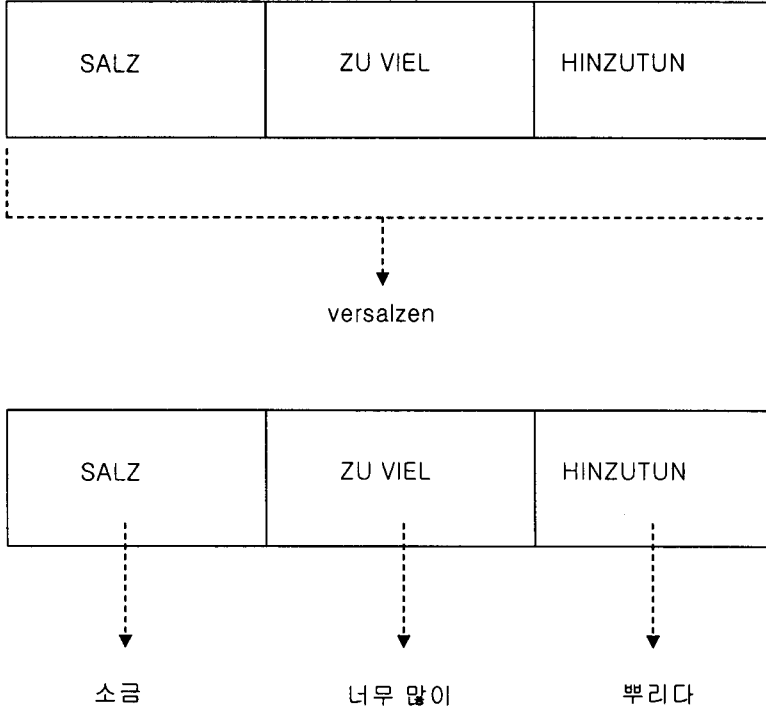 SALZ ZU VIEL HINZUTUN
versalzen
SALZ ZU VIEL HINZUTUN
소금 너무 많이 뿌리다